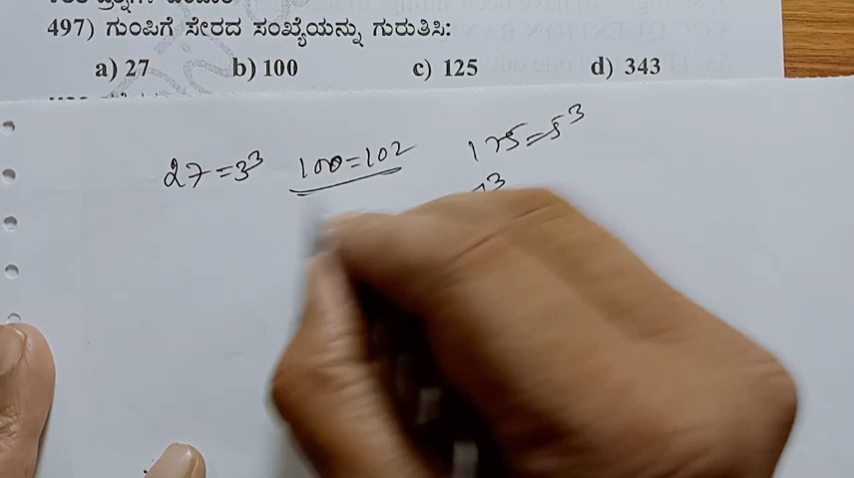 497) ಗುಂಪಿಗೆ ಸೇರದ ಸಂಖ್ಯೆಯನ್ನು ಗುರುತಿಸಿ:
a) 27 b) 100 c) 125 d) 343
27=3³ 100=10² 125=5³